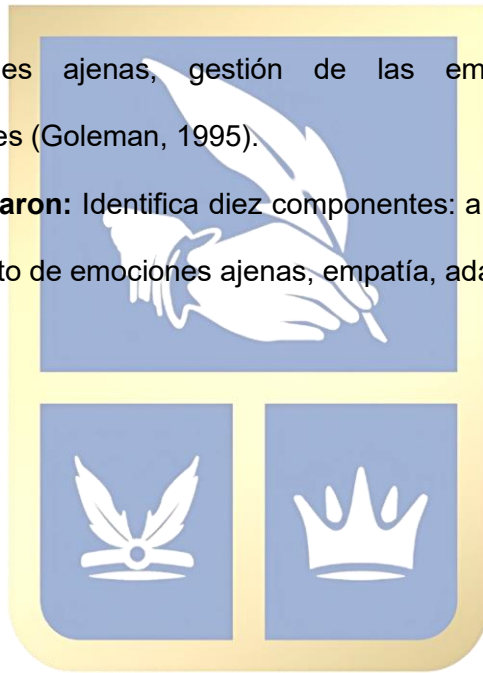 es ajenas, gestión de las em
es (Goleman, 1995).
aron: Identifica diez componentes: a
to de emociones ajenas, empatía, ada